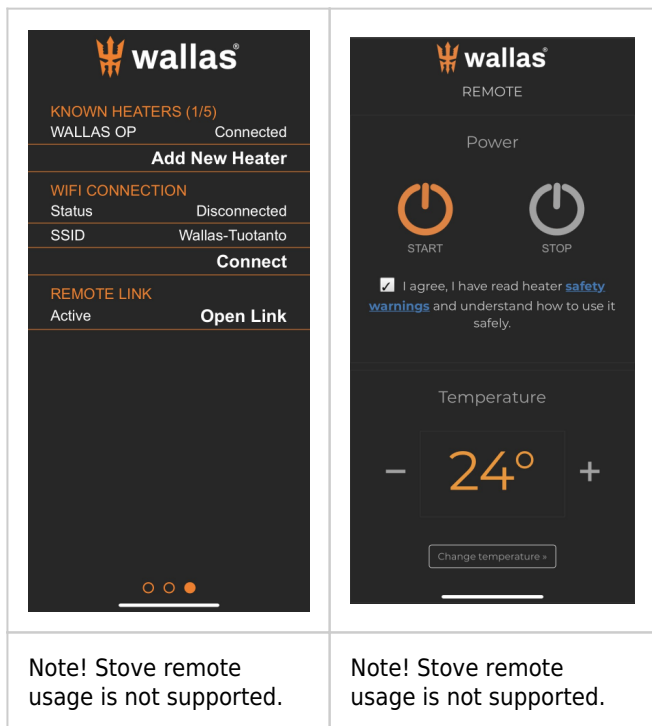 wallas®
KNOWN HEATERS (1/5)
WALLAS OP Connected
Add New Heater
WIFI CONNECTION
Status Disconnected
SSID Wallas-Tuotanto
Connect
REMOTE LINK
Active Open Link
Note! Stove remote
usage is not supported.
wallas®
REMOTE
Power
START STOP
I agree, I have read heater safety
warnings and understand how to use it
safely.
Temperature
− 24° +
Change temperature »
Note! Stove remote
usage is not supported.